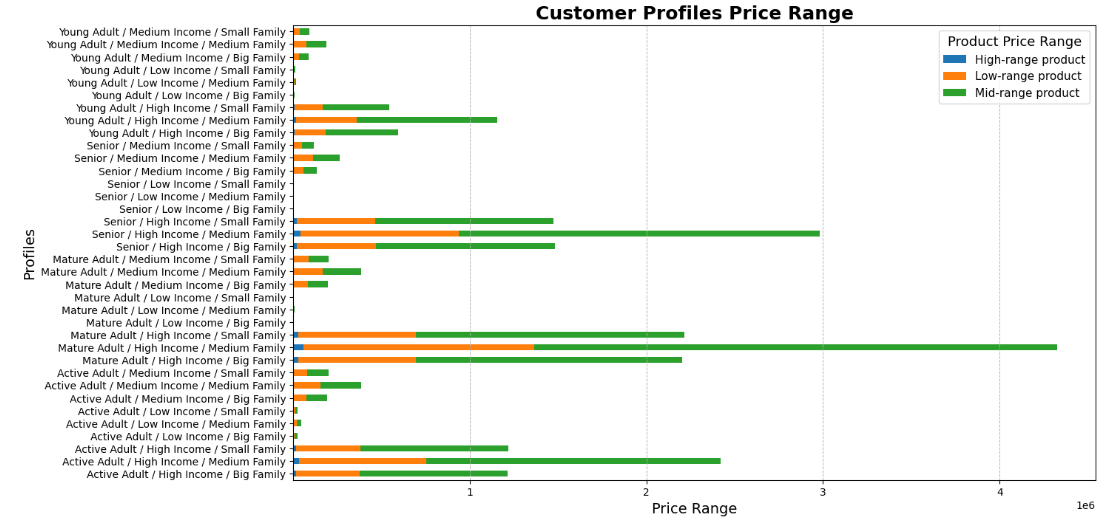 Customer Profiles Price Range
Young Adult / Medium Income / Small Family
Young Adult / Medium Income / Medium Family
Young Adult / Medium Income / Big Family
Young Adult / Low Income / Small Family
Young Adult / Low Income / Medium Family
Young Adult / Low Income / Big Family
Young Adult / High Income / Small Family
Young Adult / High Income / Medium Family
Young Adult / High Income / Big Family
Senior / Medium Income / Small Family
Senior / Medium Income / Medium Family
Senior / Medium Income / Big Family
Senior / Low Income / Small Family
Senior / Low Income / Medium Family
Senior / Low Income / Big Family
Senior / High Income / Small Family
Senior / High Income / Medium Family
Senior / High Income / Big Family
Mature Adult / Medium Income / Small Family
Mature Adult / Medium Income / Medium Family
Mature Adult / Medium Income / Big Family
Mature Adult / Low Income / Small Family
Mature Adult / Low Income / Medium Family
Mature Adult / Low Income / Big Family
Mature Adult / High Income / Small Family
Mature Adult / High Income / Medium Family
Mature Adult / High Income / Big Family
Active Adult / Medium Income / Small Family
Active Adult / Medium Income / Medium Family
Active Adult / Medium Income / Big Family
Active Adult / Low Income / Small Family
Active Adult / Low Income / Medium Family
Active Adult / Low Income / Big Family
Active Adult / High Income / Small Family
Active Adult / High Income / Medium Family
Active Adult / High Income / Big Family
Profiles
Product Price Range
High-range product
Low-range product
Mid-range product
1 2 3 4
1e6
Price Range